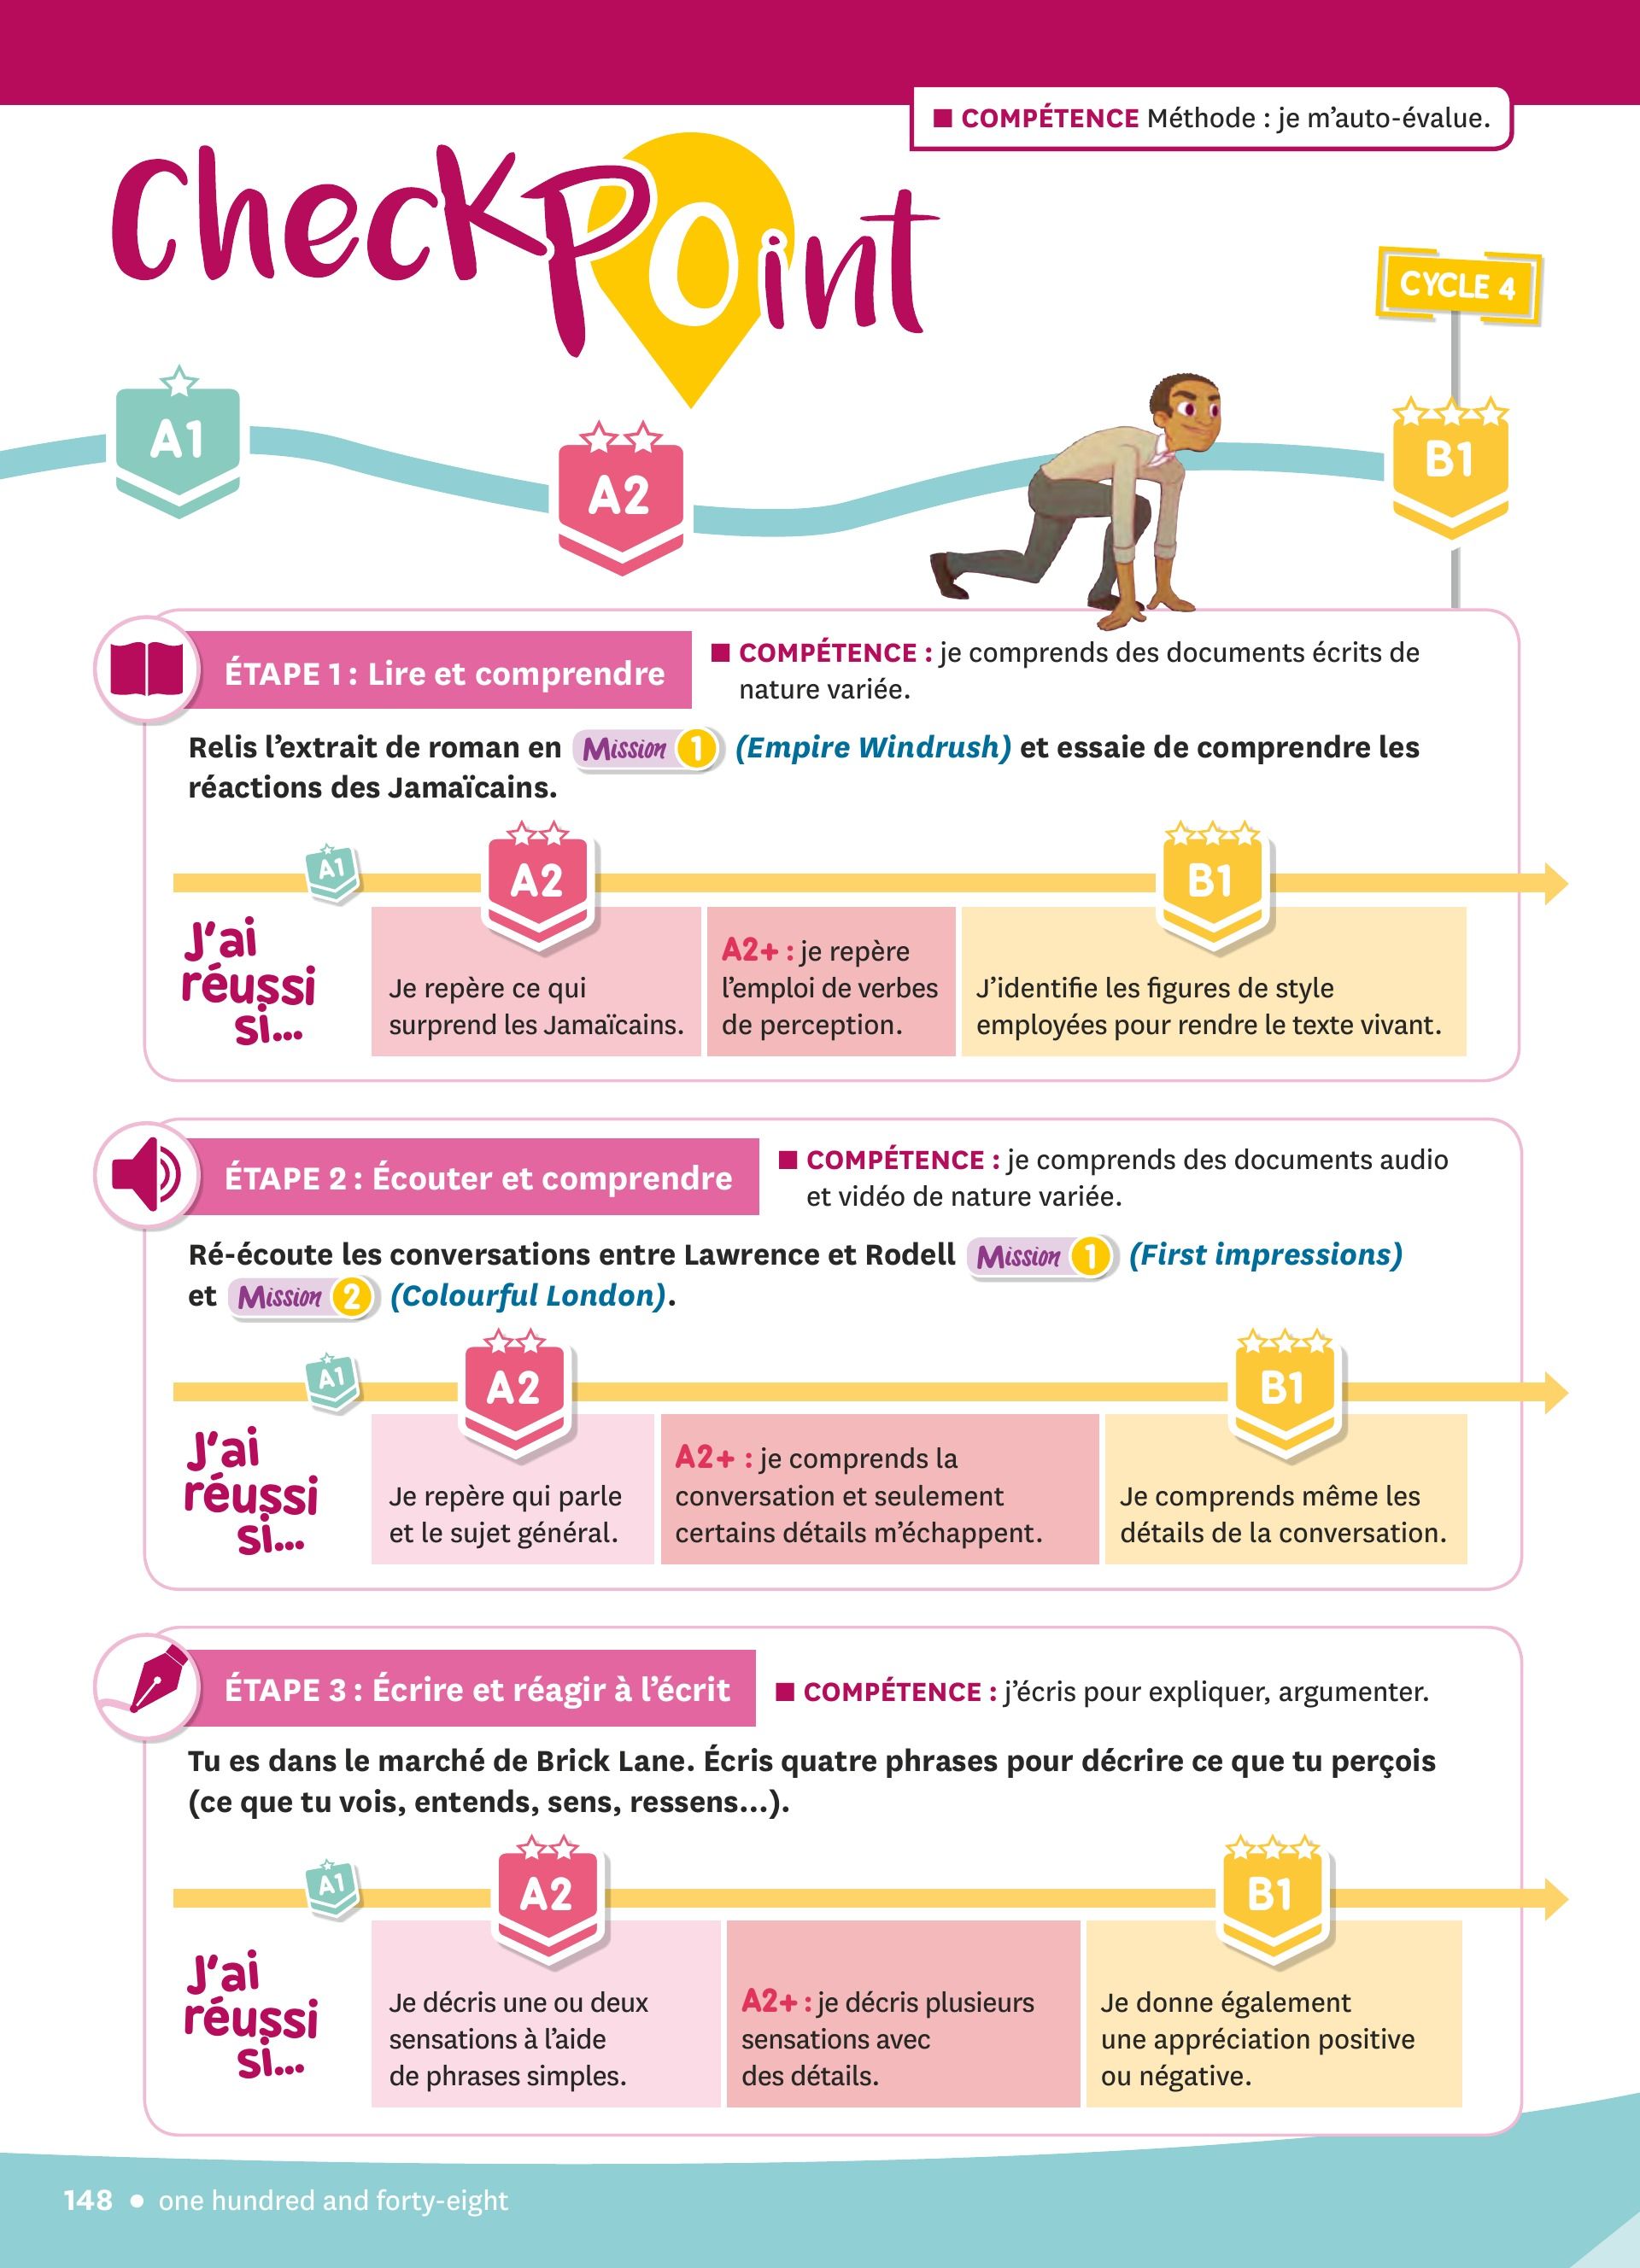 ■ COMPÉTENCE Méthode : je m'auto-évalue.
CheckPoint
CYCLE 4
A1
A2
B1
ÉTAPE 1 : Lire et comprendre
■ COMPÉTENCE : je comprends des documents écrits de
nature variée.
Relis l'extrait de roman en Mission 1 (Empire Windrush) et essaie de comprendre les
réactions des Jamaïcains.
A1
A2
B1
J'ai
réussi
si...
Je repère ce qui
surprend les Jamaïcains.
A2+ : je repère
l'emploi de verbes
de perception.
J'identifie les figures de style
employées pour rendre le texte vivant.
ÉTAPE 2 : Écouter et comprendre
■ COMPÉTENCE : je comprends des documents audio
et vidéo de nature variée.
Ré-écoute les conversations entre Lawrence et Rodell Mission 1 (First impressions)
et Mission 2 (Colourful London).
A1
A2
B1
J'ai
réussi
si...
Je repère qui parle
et le sujet général.
A2+ : je comprends la
conversation et seulement
certains détails m'échappent.
Je comprends même les
détails de la conversation.
ÉTAPE 3 : Écrire et réagir à l'écrit
■ COMPÉTENCE : j'écris pour expliquer, argumenter.
Tu es dans le marché de Brick Lane. Écris quatre phrases pour décrire ce que tu perçois
(ce que tu vois, entends, sens, ressens...).
A1
A2
B1
J'ai
réussi
si...
Je décris une ou deux
sensations à l'aide
de phrases simples.
A2+ : je décris plusieurs
sensations avec
des détails.
Je donne également
une appréciation positive
ou négative.
148 • one hundred and forty-eight